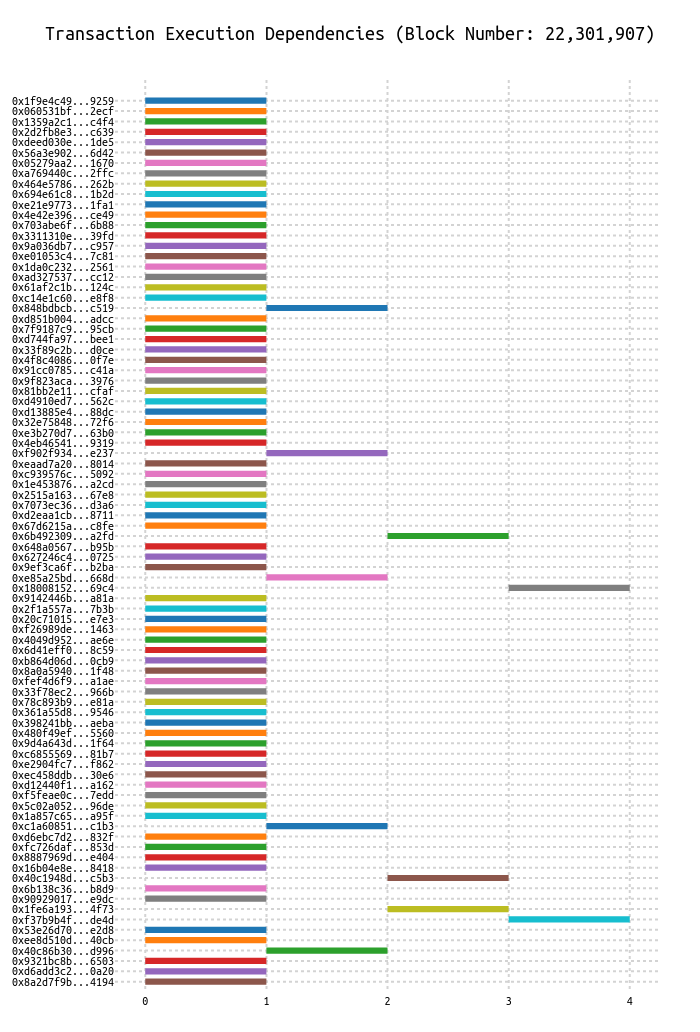 Transaction Execution Dependencies (Block Number: 22,301,907)
0x1f9e4c49...9259
0x060531bf...2ecf
0x1359a2c1...c4f4
0x2d2fb8e3...c639
0xdeed030e...1de5
0x56a3e902...6d42
0x05279aa2...1670
0xa769440c...2ffc
0x464e5786...262b
0x694e61c8...1b2d
0xe21e9773...1fa1
0x4e42e396...ce49
0x703abe6f...6b88
0x3311310e...39fd
0x9a036db7...c957
0xe01053c4...7c81
0x1da0c232...2561
0xad327537...cc12
0x61af2c1b...124c
0xc14e1c60...e8f8
0x848bdbcb...c519
0xd851b004...adcc
0x7f9187c9...95cb
0xd744fa97...bee1
0x33f89c2b...d0ce
0x4f8c4086...0f7e
0x91cc0785...c41a
0x9f823aca...3976
0x81bb2e11...cfaf
0xd4910ed7...562c
0xd13885e4...88dc
0x32e75848...72f6
0xe3b270d7...63b0
0x4eb46541...9319
0xf902f934...e237
0xeaad7a20...8014
0xc939576c...5092
0x1e453876...a2cd
0x2515a163...67e8
0x7073ec36...d3a6
0xd2eaa1cb...8711
0x67d6215a...c8fe
0x6b492309...a2fd
0x648a0567...b95b
0x627246c4...0725
0x9ef3ca6f...b2ba
0xe85a25bd...668d
0x18008152...69c4
0x9142446b...a81a
0x2f1a557a...7b3b
0x20c71015...e7e3
0xf26989de...1463
0x4049d952...ae6e
0x6d41eff0...8c59
0xb864d06d...0cb9
0x8a0a5940...1f48
0xfef4d6f9...a1ae
0x33f78ec2...966b
0x78c893b9...e81a
0x361a55d8...9546
0x398241bb...aeba
0x480f49ef...5560
0x9d4a643d...1f64
0xc6855569...81b7
0xe2904fc7...f862
0xec458ddb...30e6
0xd12440f1...a162
0xf5feae0c...7edd
0x5c02a052...96de
0x1a857c65...a95f
0xc1a60851...c1b3
0xd6ebc7d2...832f
0xfc726daf...853d
0x8887969d...e404
0x16b04e8e...8418
0x40c1948d...c5b3
0x6b138c36...b8d9
0x90929017...e9dc
0x1fe6a193...4f73
0xf37b9b4f...de4d
0x53e26d70...e2d8
0xee8d510d...40cb
0x40c86b30...d996
0x9321bc8b...6503
0xd6add3c2...0a20
0x8a2d7f9b...4194
0 1 2 3 4